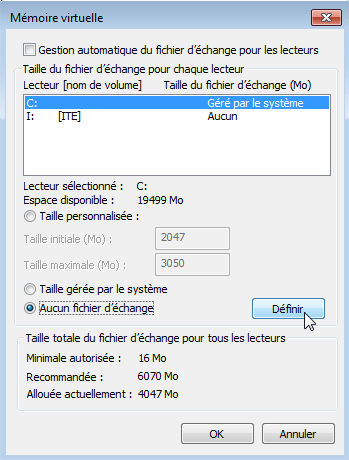 Mémoire virtuelle
Gestion automatique du fichier d'échange pour les lecteurs
Taille du fichier d'échange pour chaque lecteur
Lecteur [nom de volume] Taille du fichier d'échange (Mo)
C: Géré par le système
I: [ITE] Aucun
Lecteur sélectionné : C:
Espace disponible : 19499 Mo
Taille personnalisée :
Taille initiale (Mo) : 2047
Taille maximale (Mo) : 3050
Taille gérée par le système
Aucun fichier d'échange Définir
Taille totale du fichier d'échange pour tous les lecteurs
Minimale autorisée : 16 Mo
Recommandée : 6070 Mo
Allouée actuellement : 4047 Mo
OK Annuler